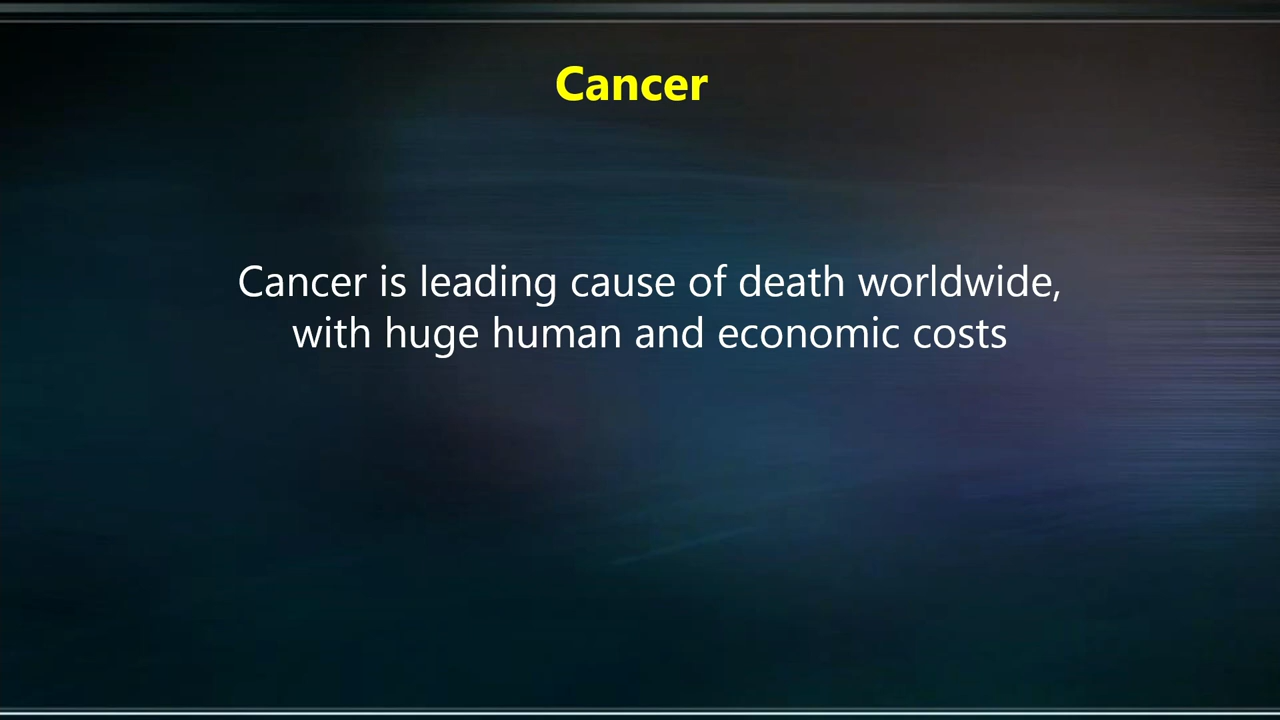 Cancer
Cancer is leading cause of death worldwide,
with huge human and economic costs